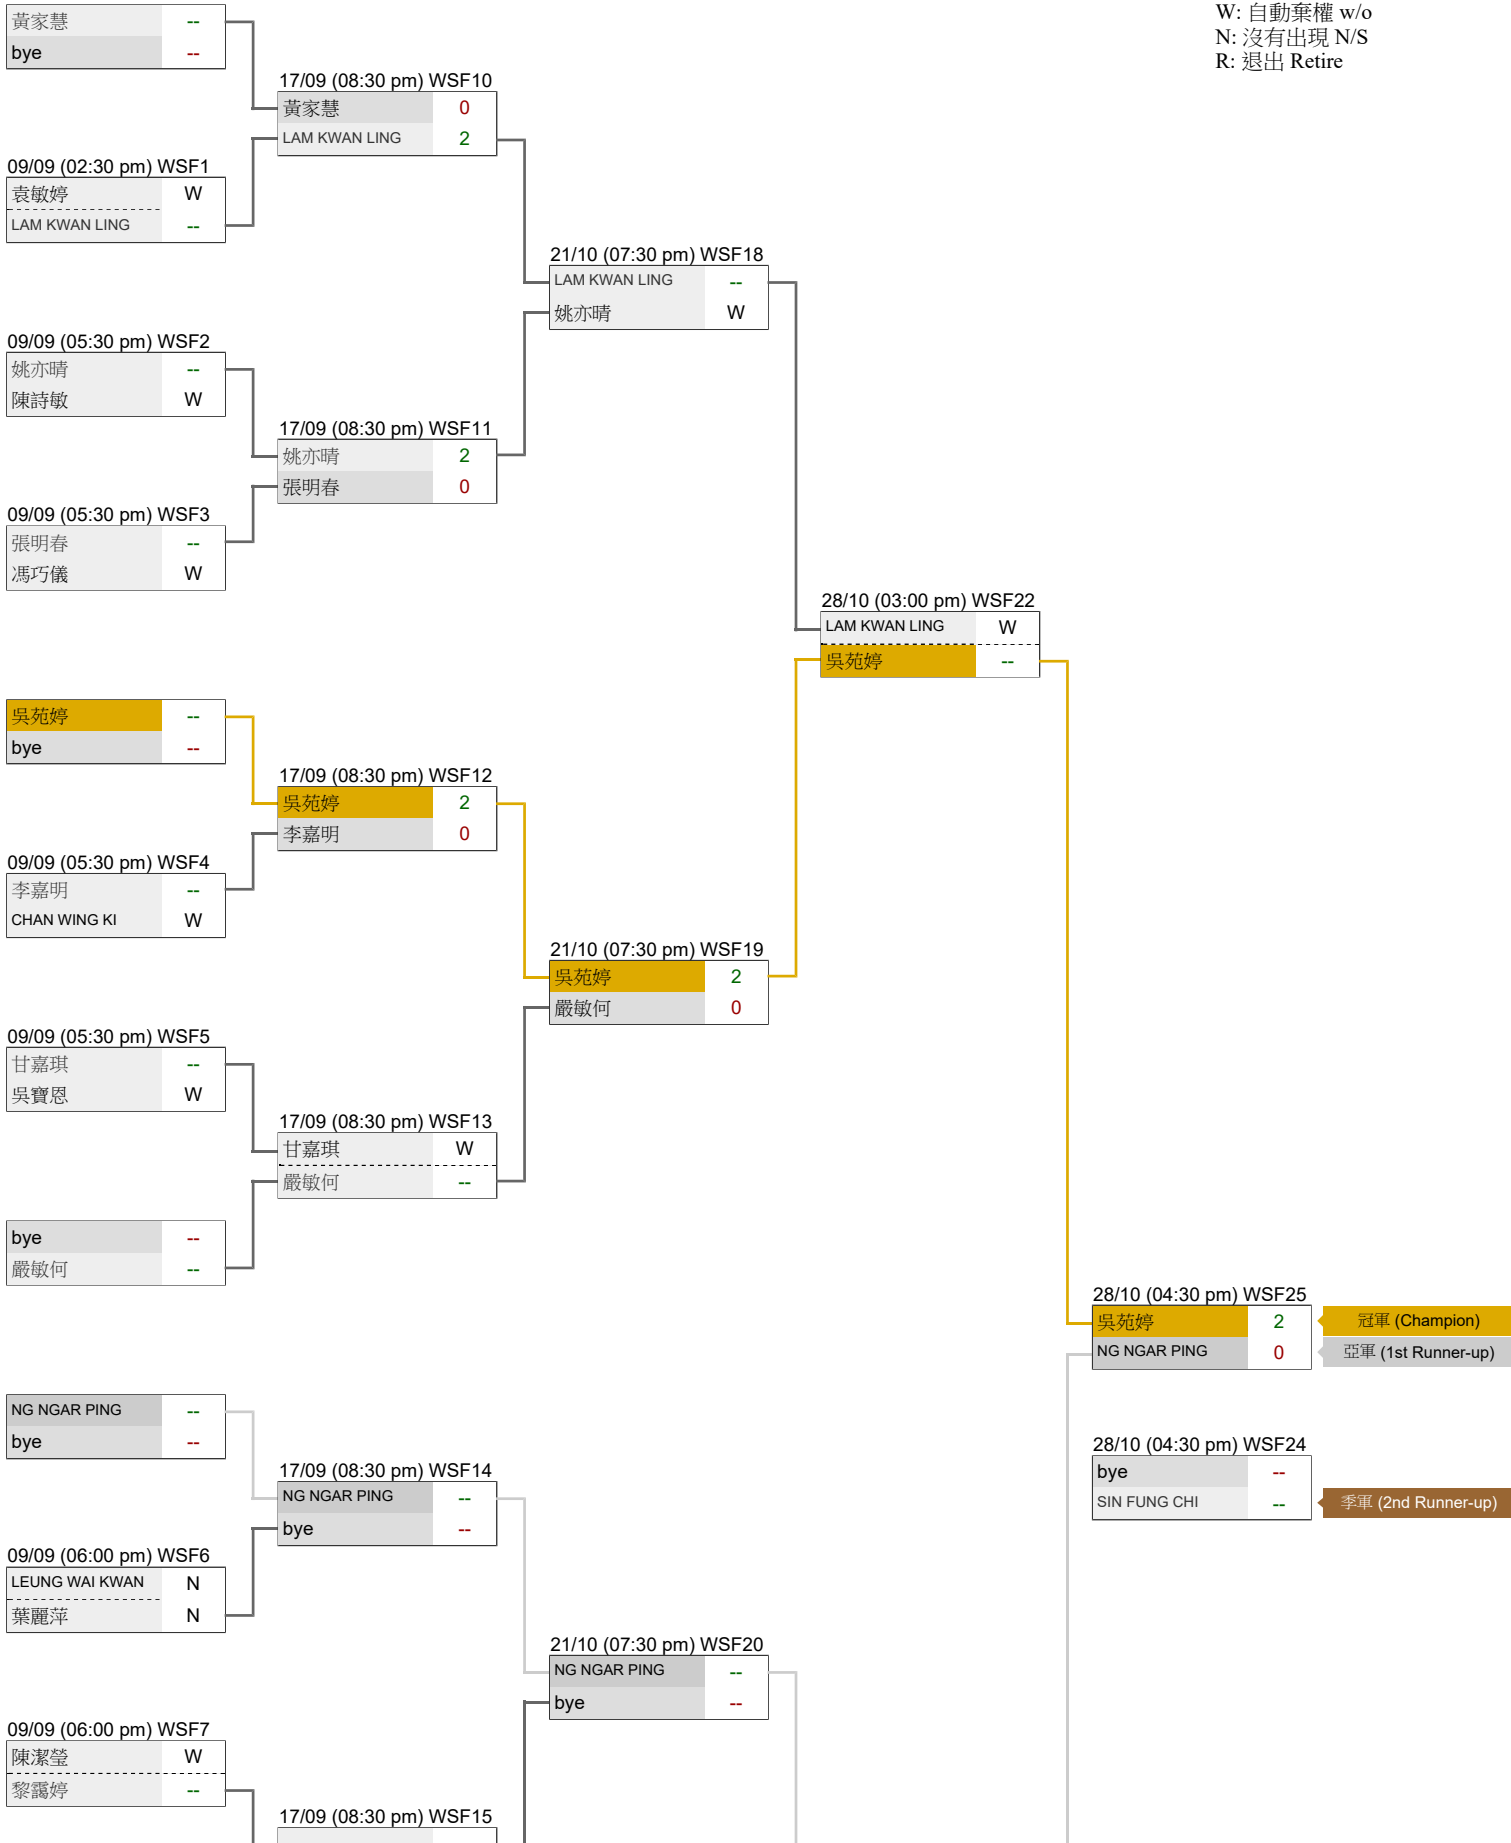 W: 自動棄權 w/o
N: 沒有出現 N/S
R: 退出 Retire
黃家慧 --
bye --
17/09 (08:30 pm) WSF10
黃家慧 0
LAM KWAN LING 2
09/09 (02:30 pm) WSF1
袁敏婷 W
LAM KWAN LING --
21/10 (07:30 pm) WSF18
LAM KWAN LING --
姚亦晴 W
09/09 (05:30 pm) WSF2
姚亦晴 --
陳詩敏 W
17/09 (08:30 pm) WSF11
姚亦晴 2
張明春 0
09/09 (05:30 pm) WSF3
張明春 --
馮巧儀 W
28/10 (03:00 pm) WSF22
LAM KWAN LING W
吳苑婷 --
吳苑婷 --
bye --
17/09 (08:30 pm) WSF12
吳苑婷 2
李嘉明 0
09/09 (05:30 pm) WSF4
李嘉明 --
CHAN WING KI W
21/10 (07:30 pm) WSF19
吳苑婷 2
嚴敏何 0
09/09 (05:30 pm) WSF5
甘嘉琪 --
吳寶恩 W
17/09 (08:30 pm) WSF13
甘嘉琪 W
嚴敏何 --
bye --
嚴敏何 --
28/10 (04:30 pm) WSF25
吳苑婷 2 冠軍 (Champion)
NG NGAR PING 0 亞軍 (1st Runner-up)
NG NGAR PING --
bye --
28/10 (04:30 pm) WSF24
bye --
SIN FUNG CHI -- 季軍 (2nd Runner-up)
17/09 (08:30 pm) WSF14
NG NGAR PING --
bye --
09/09 (06:00 pm) WSF6
LEUNG WAI KWAN N
葉麗萍 N
21/10 (07:30 pm) WSF20
NG NGAR PING --
bye --
09/09 (06:00 pm) WSF7
陳潔瑩 W
黎靄婷 --
17/09 (08:30 pm) WSF15